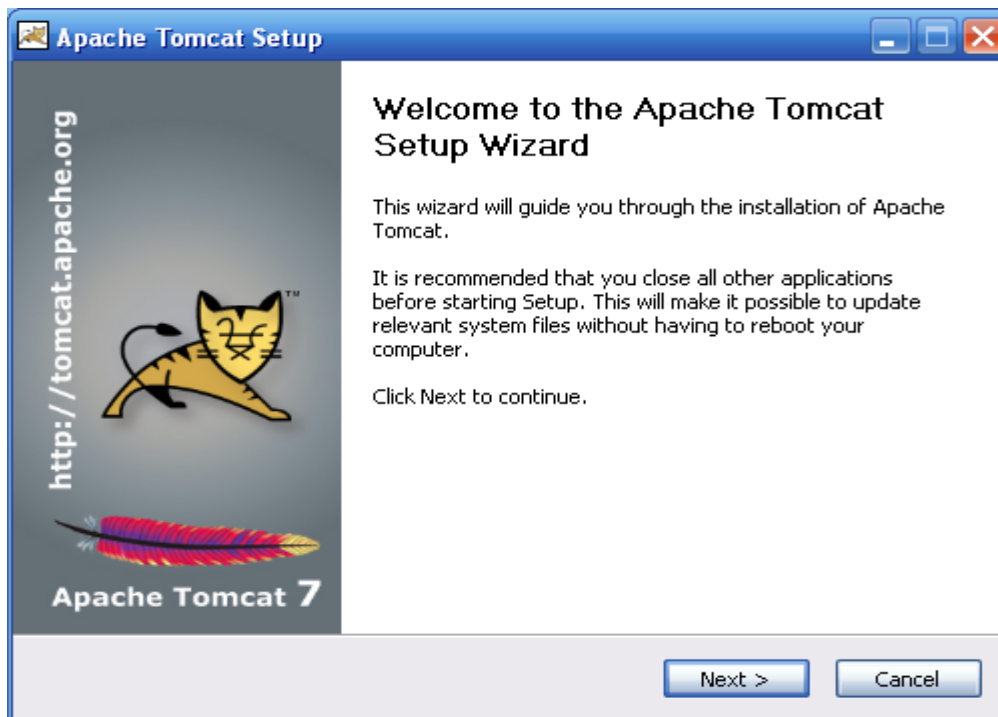 Apache Tomcat Setup
http://tomcat.apache.org
TM
Apache Tomcat 7
Welcome to the Apache Tomcat
Setup Wizard
This wizard will guide you through the installation of Apache
Tomcat.
It is recommended that you close all other applications
before starting Setup. This will make it possible to update
relevant system files without having to reboot your
computer.
Click Next to continue.
Next >
Cancel